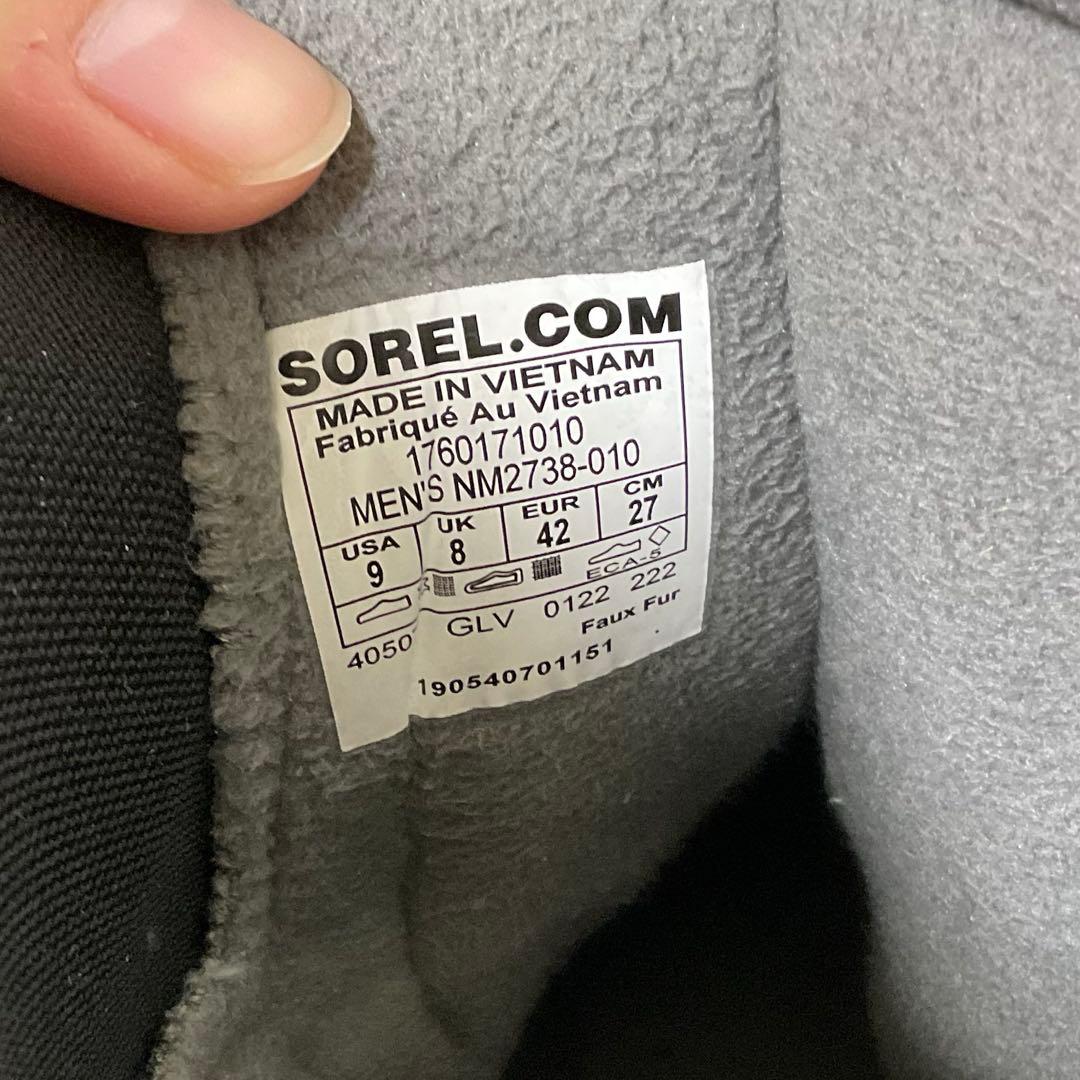 SOREL.COM
MADE IN VIETNAM
Fabriqué Au Vietnam
1760171010
MEN'S NM2738-010
USA UK EUR CM
9 8 42 27
ECA-5
4050 GLV 0122 222
Faux Fur
190540701151